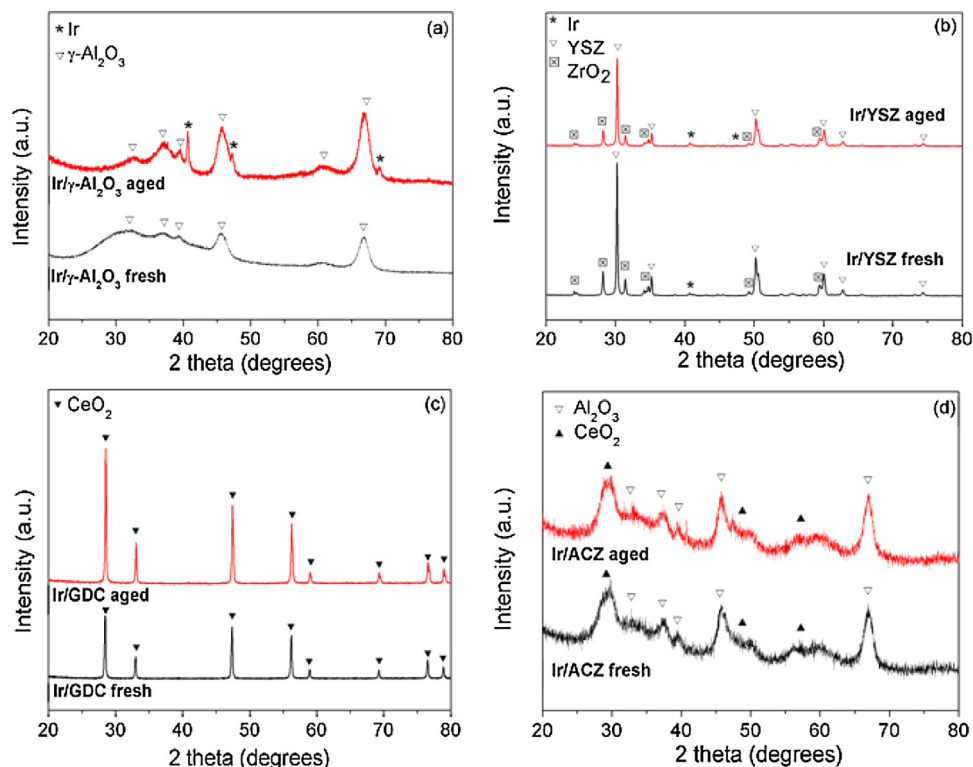 (a)
* Ir
▽ γ-Al₂O₃
Intensity (a.u.)
Ir/γ-Al₂O₃ aged
Ir/γ-Al₂O₃ fresh
20 30 40 50 60 70 80
2 theta (degrees)
(b)
* Ir
▽ YSZ
⊠ ZrO₂
Intensity (a.u.)
Ir/YSZ aged
Ir/YSZ fresh
20 30 40 50 60 70 80
2 theta (degrees)
(c)
▼ CeO₂
Intensity (a.u.)
Ir/GDC aged
Ir/GDC fresh
20 30 40 50 60 70 80
2 theta (degrees)
(d)
▽ Al₂O₃
▲ CeO₂
Intensity (a.u.)
Ir/ACZ aged
Ir/ACZ fresh
20 30 40 50 60 70 80
2 theta (degrees)